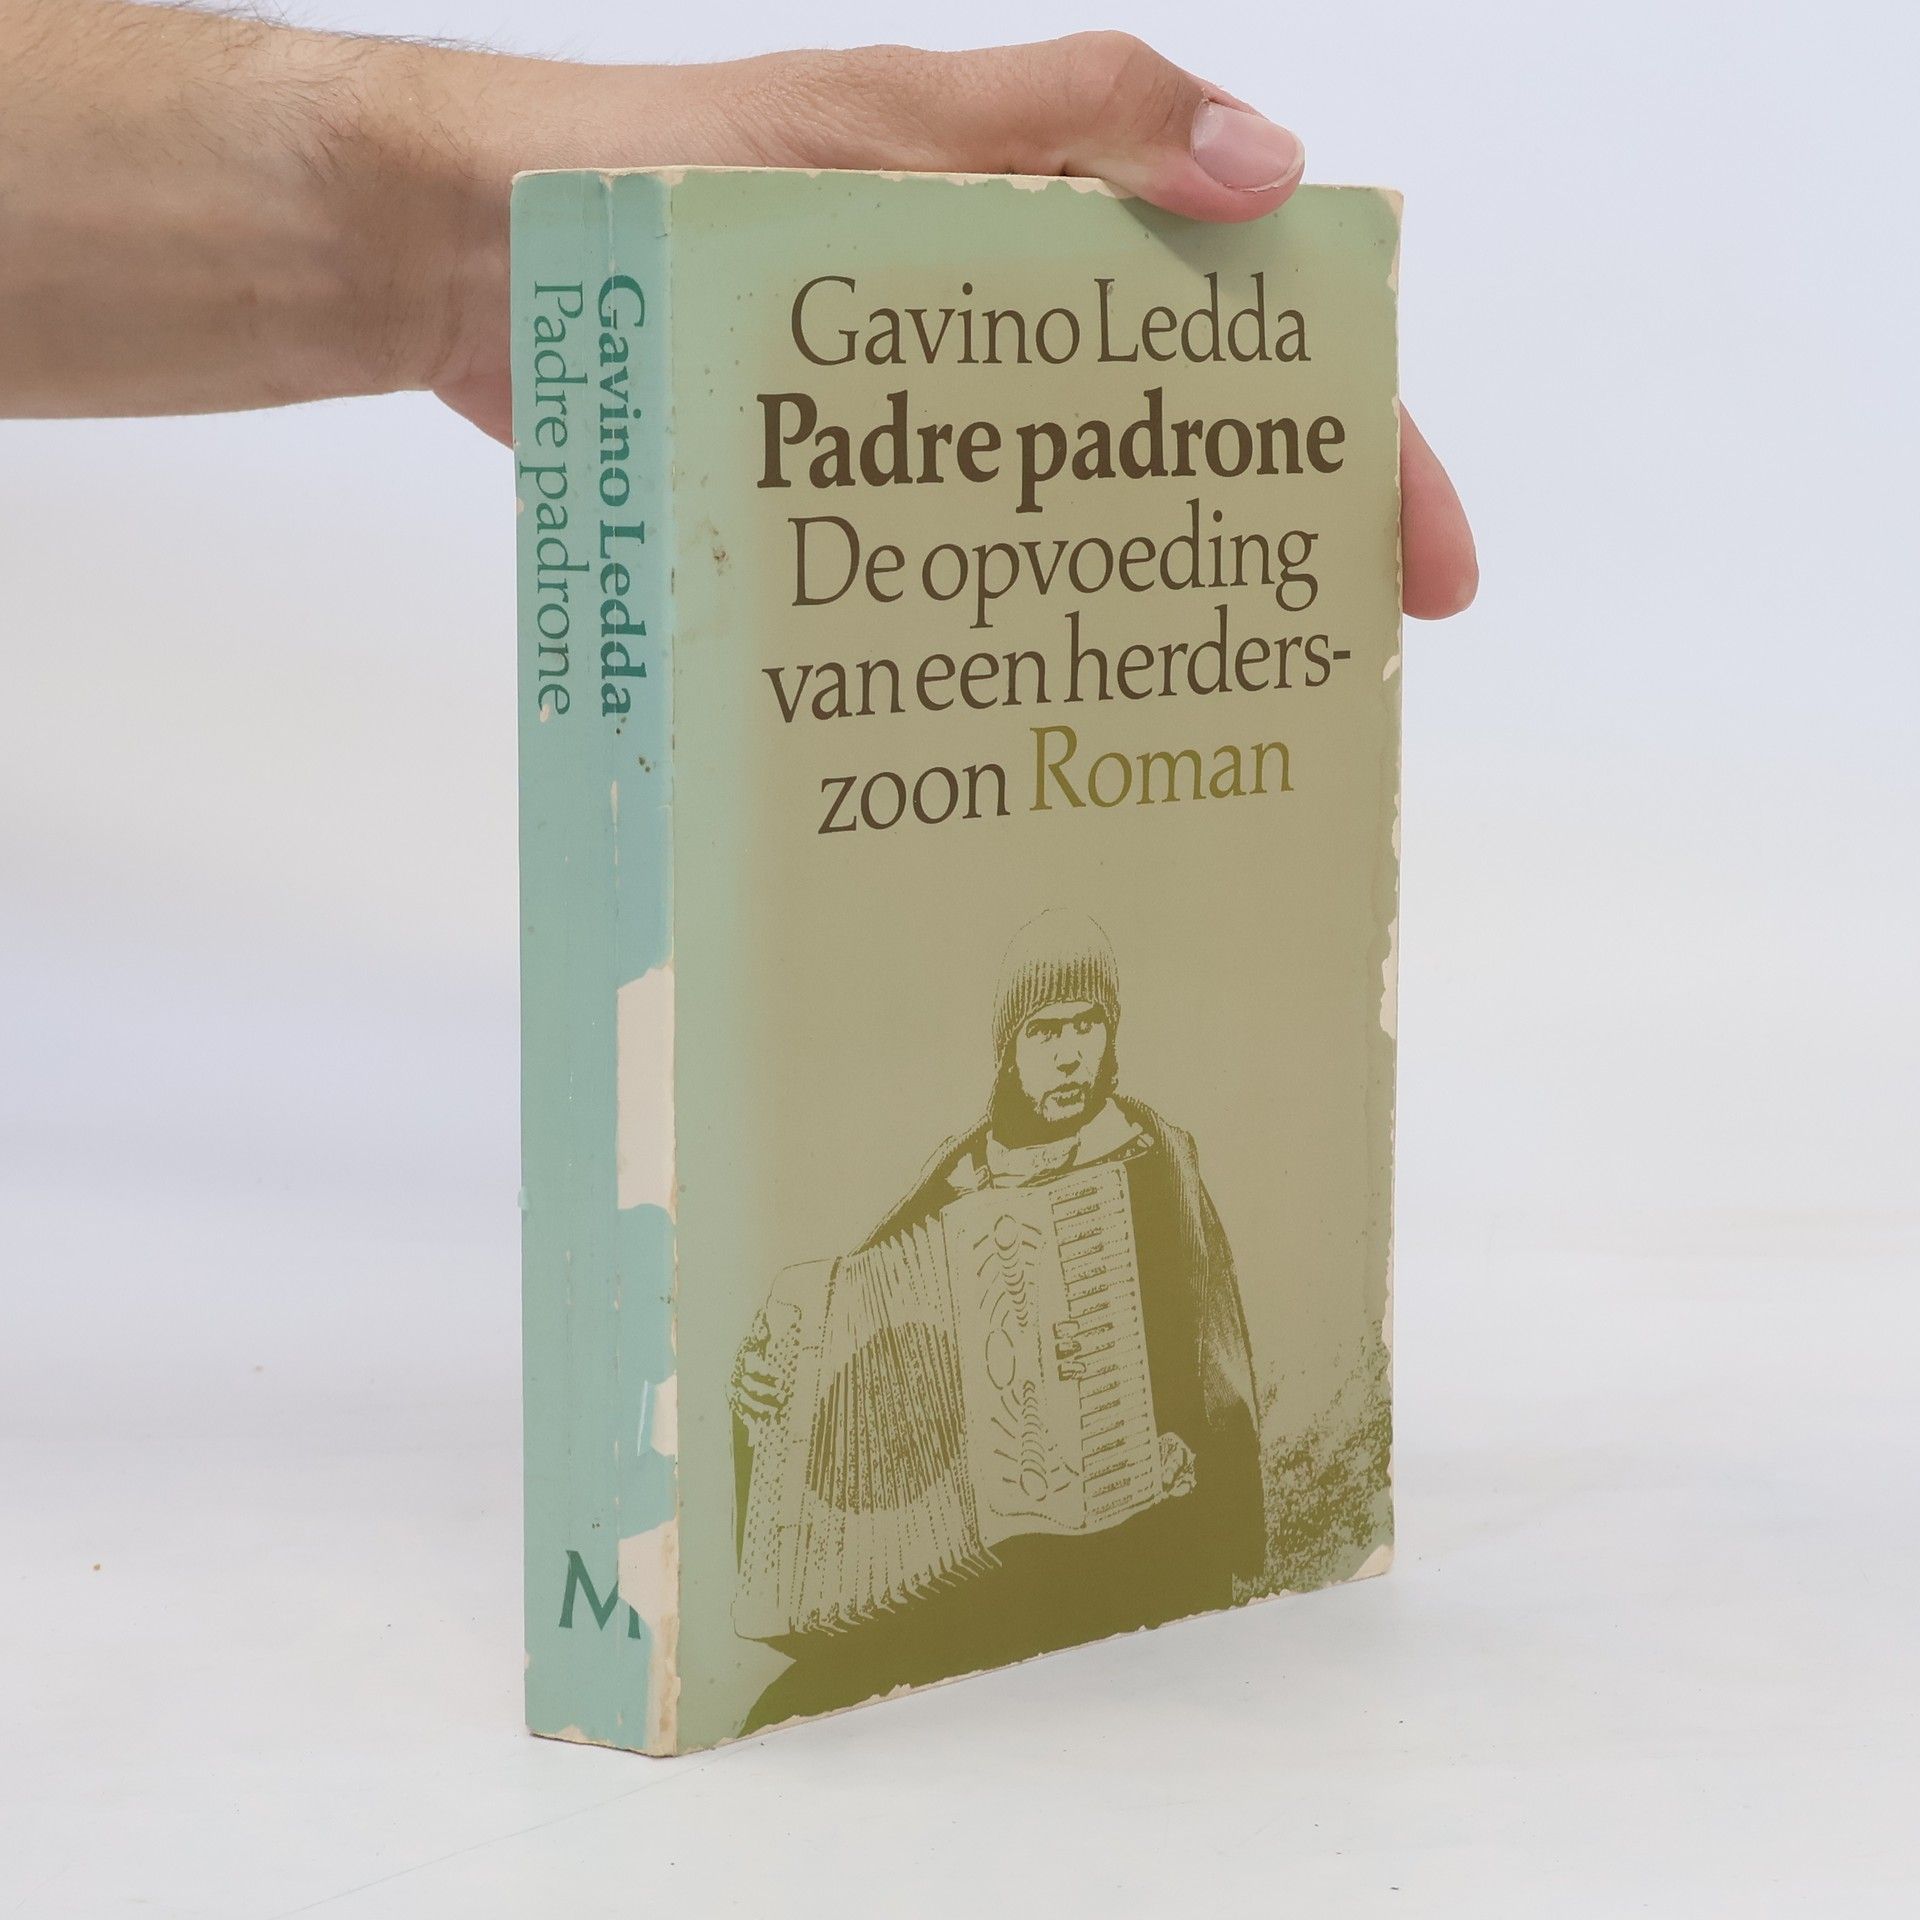 Gavino Ledda
Padre padrone
Gavino Ledda
Padre padrone
De opvoeding
van een herders-
zoon Roman
M